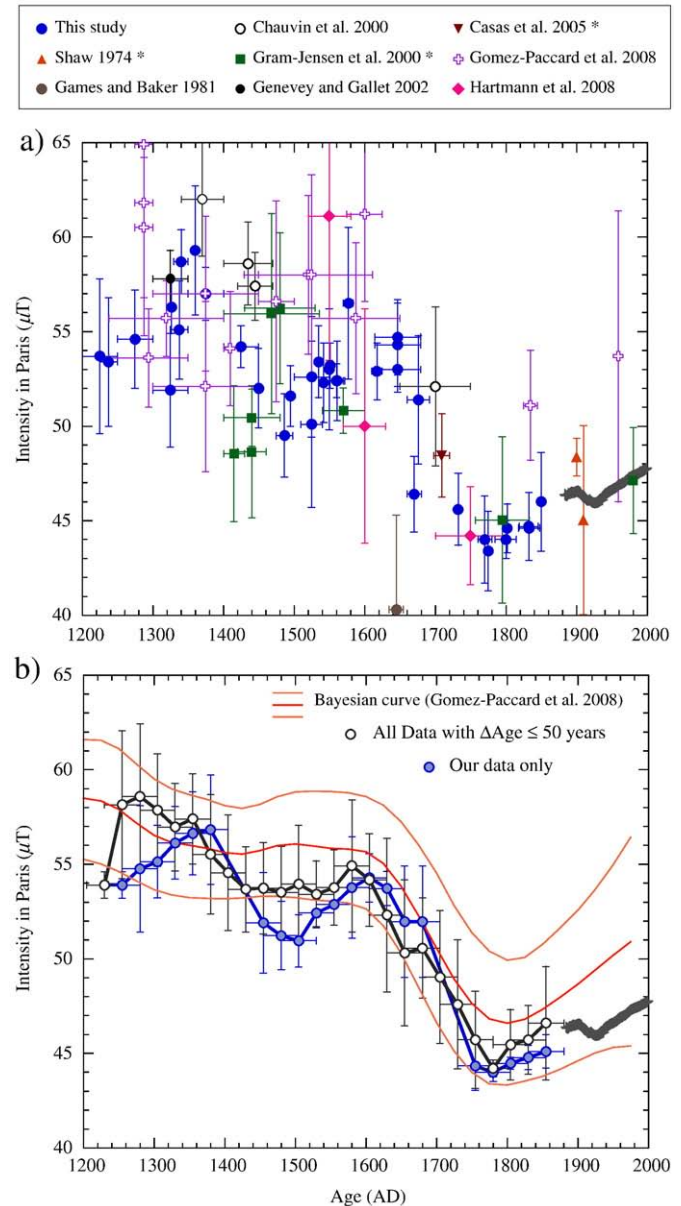 This study
Chauvin et al. 2000
Casas et al. 2005 *
Shaw 1974 *
Gram-Jensen et al. 2000 *
Gomez-Paccard et al. 2008
Games and Baker 1981
Genevey and Gallet 2002
Hartmann et al. 2008
a)
65
60
55
50
45
40
Intensity in Paris (μT)
1200 1300 1400 1500 1600 1700 1800 1900 2000
b)
65
60
55
50
45
40
Intensity in Paris (μT)
Bayesian curve (Gomez-Paccard et al. 2008)
All Data with ΔAge ≤ 50 years
Our data only
1200 1300 1400 1500 1600 1700 1800 1900 2000
Age (AD)